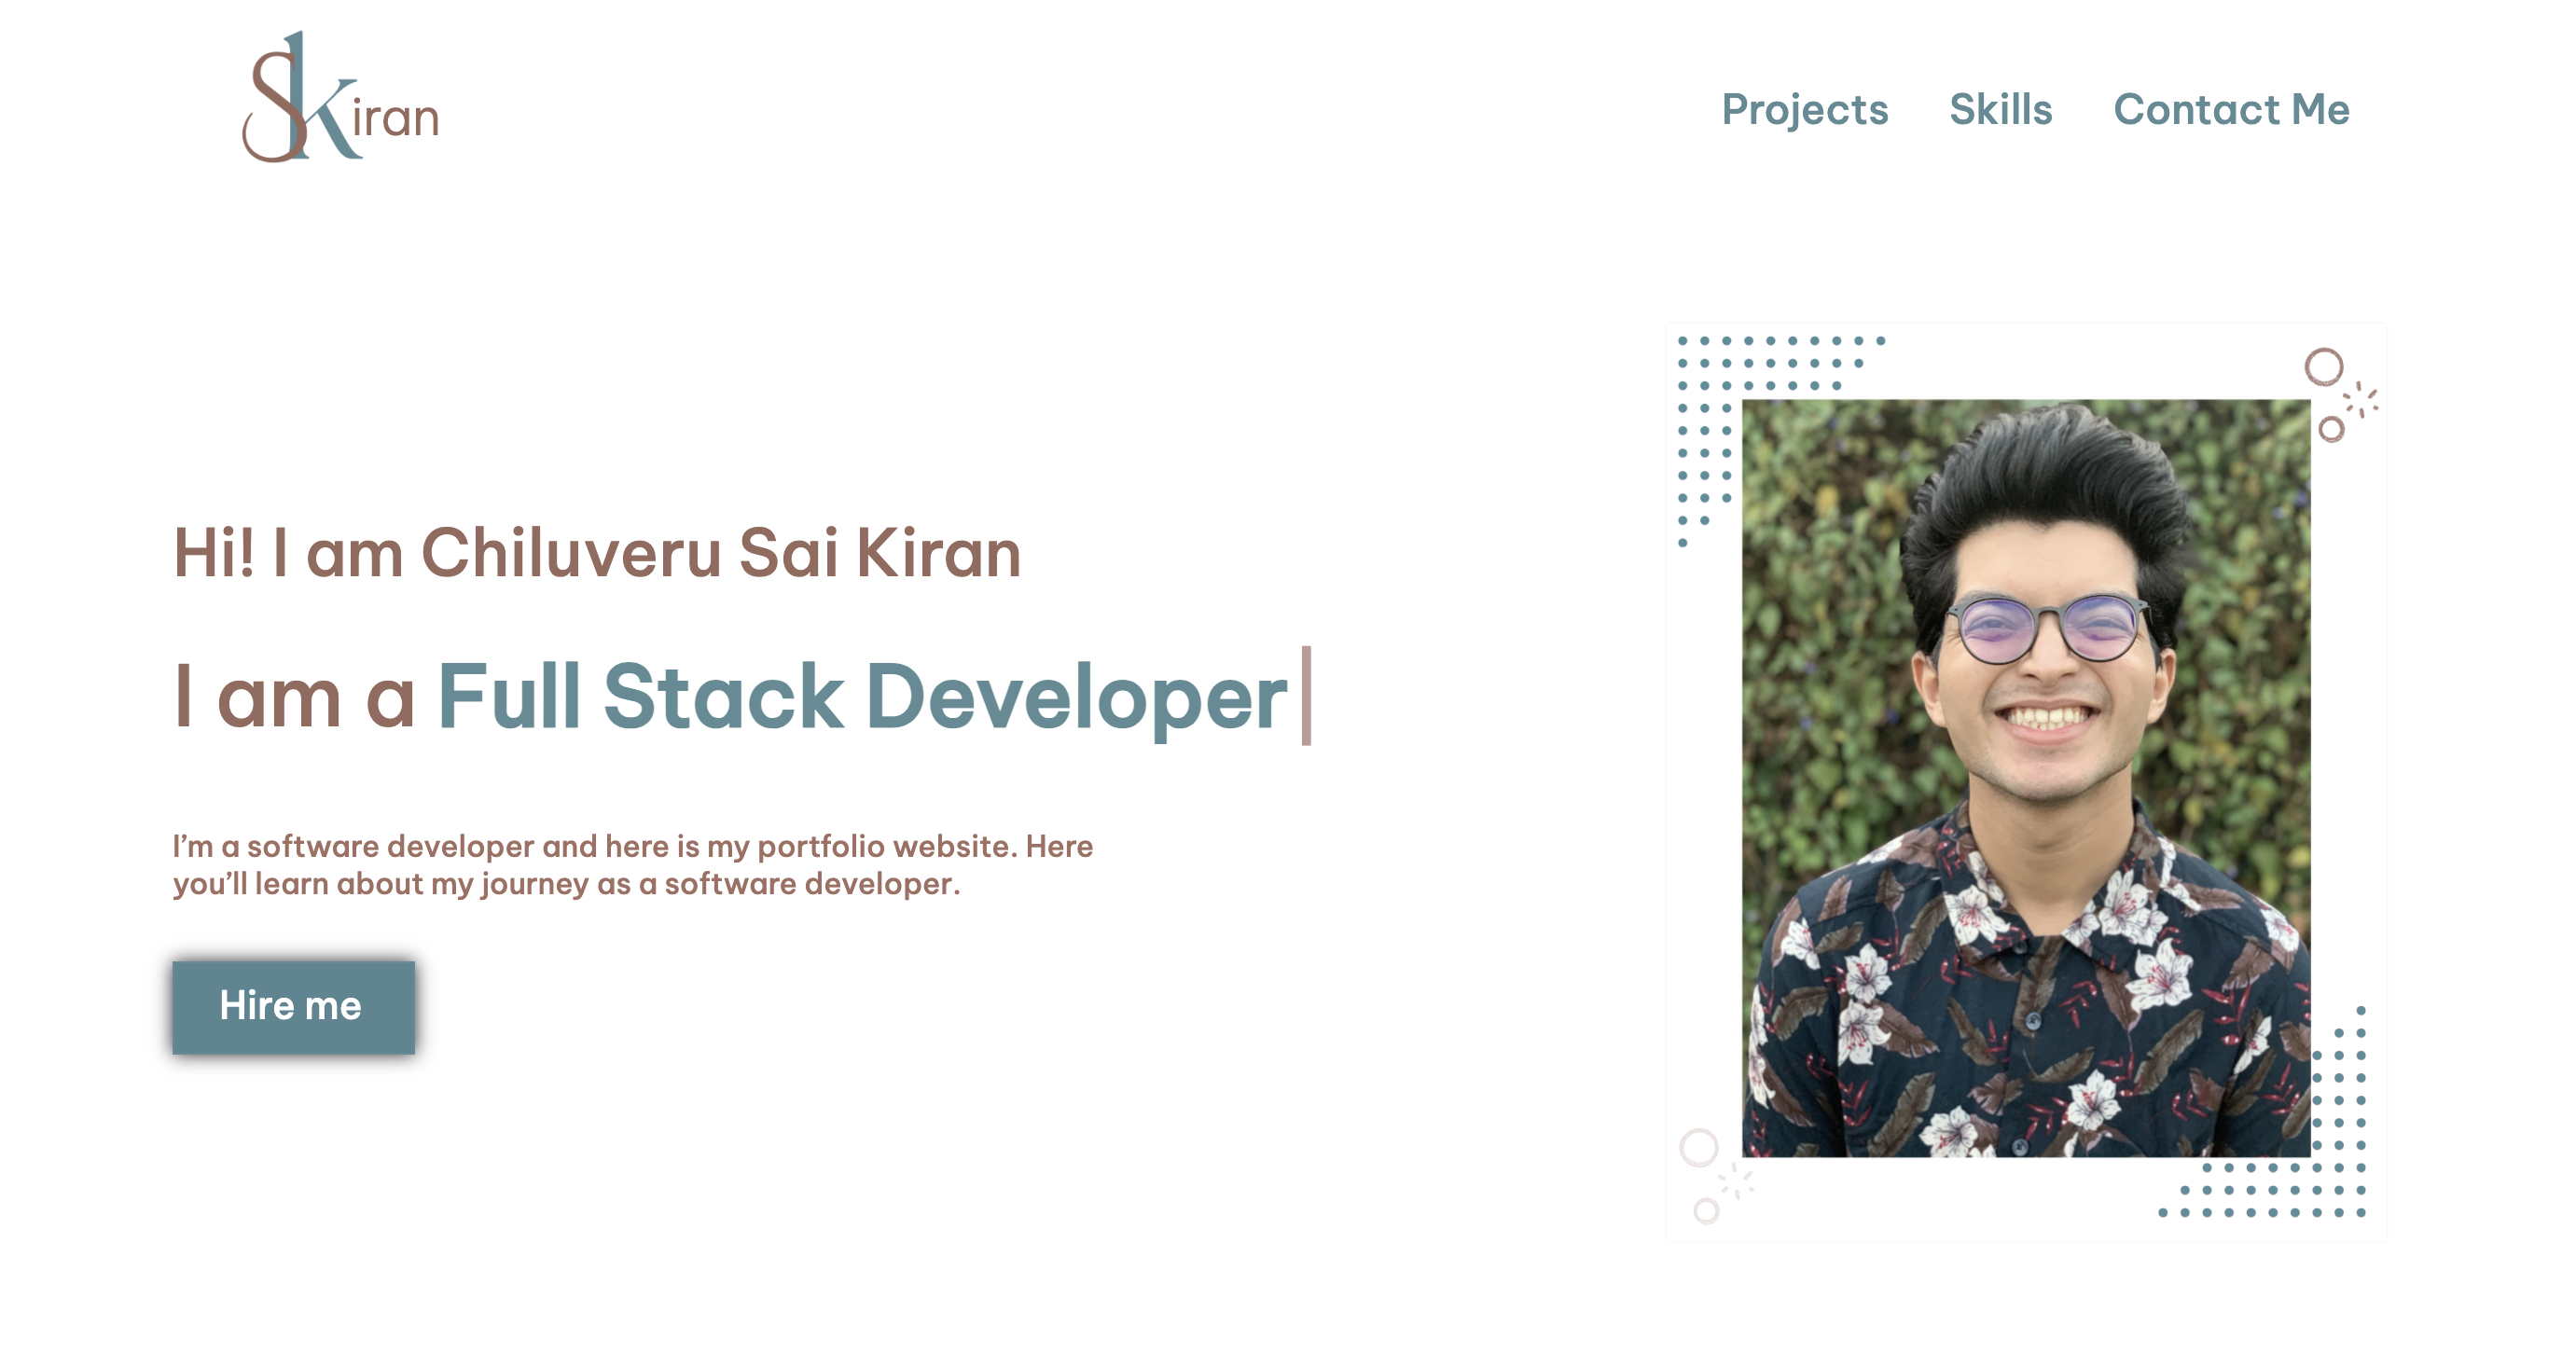 Skiran
Projects Skills Contact Me
Hi! I am Chiluveru Sai Kiran
I am a Full Stack Developer
I’m a software developer and here is my portfolio website. Here
you’ll learn about my journey as a software developer.
Hire me